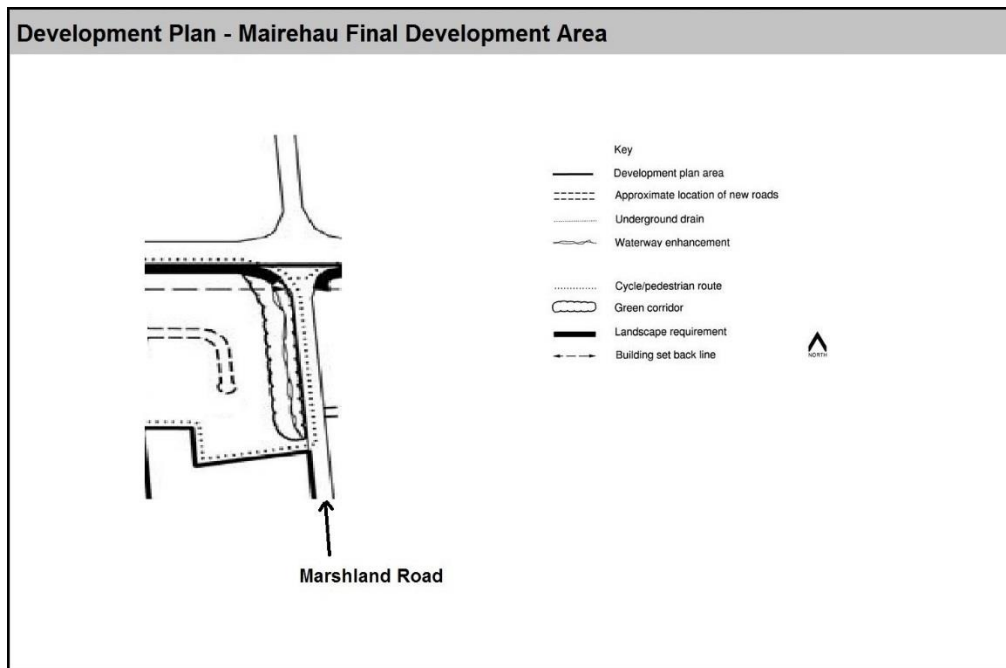 Development Plan - Mairehau Final Development Area
Key
Development plan area
Approximate location of new roads
Underground drain
Waterway enhancement
Cycle/pedestrian route
Green corridor
Landscape requirement
Building set back line
NORTH
Marshland Road